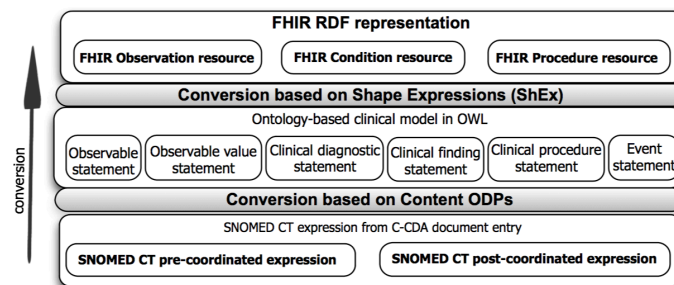 FHIR RDF representation
FHIR Observation resource
FHIR Condition resource
FHIR Procedure resource
Conversion based on Shape Expressions (ShEx)
Ontology-based clinical model in OWL
Observable
statement
Observable value
statement
Clinical diagnostic
statement
Clinical finding
statement
Clinical procedure
statement
Event
statement
Conversion based on Content ODPs
SNOMED CT expression from C-CDA document entry
SNOMED CT pre-coordinated expression
SNOMED CT post-coordinated expression
conversion